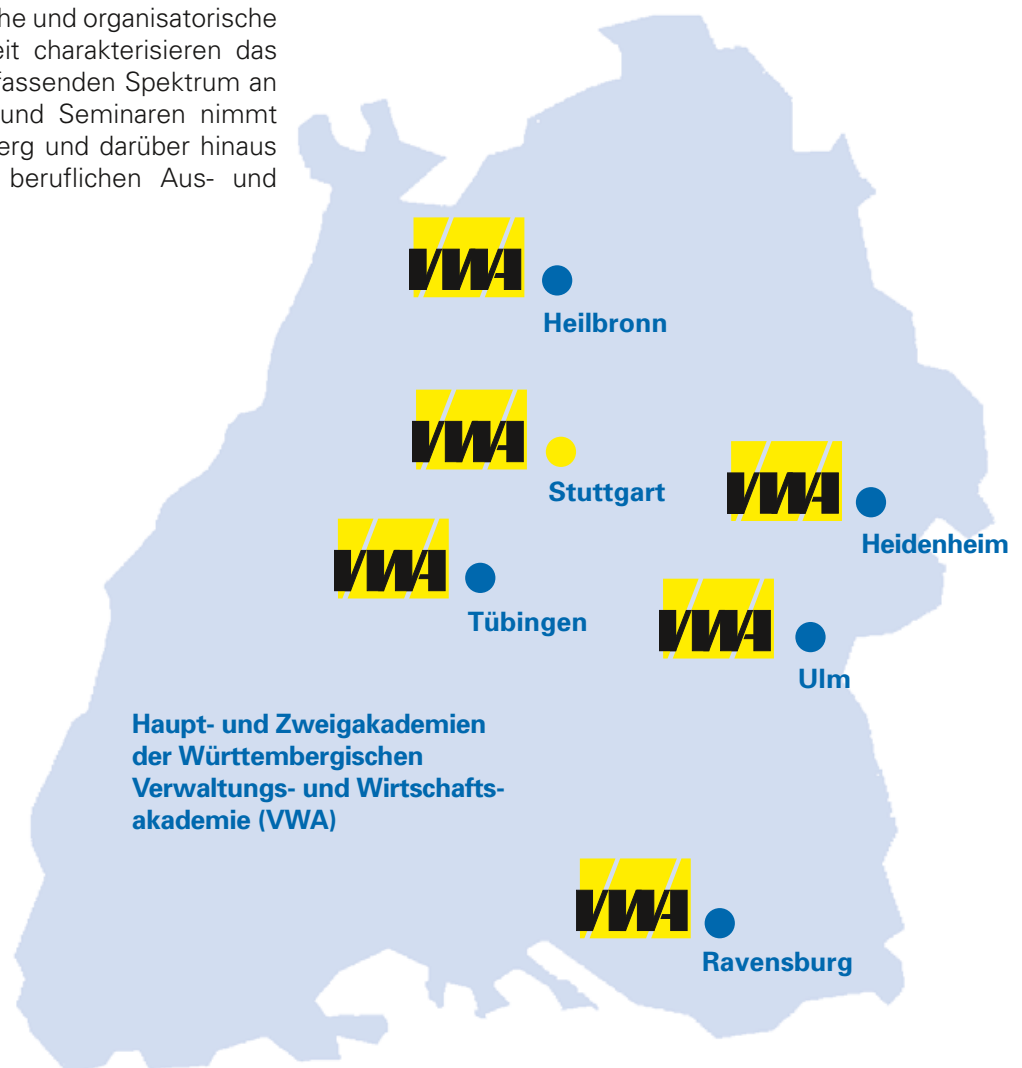 he und organisatorische
eit charakterisieren das
fassenden Spektrum an
und Seminaren nimmt
erg und darüber hinaus
beruflichen Aus- und
VWA
Heilbronn
VWA
Stuttgart
VWA
Heidenheim
VWA
Tübingen
VWA
Ulm
Haupt- und Zweigakademien
der Württembergischen
Verwaltungs- und Wirtschafts-
akademie (VWA)
VWA
Ravensburg